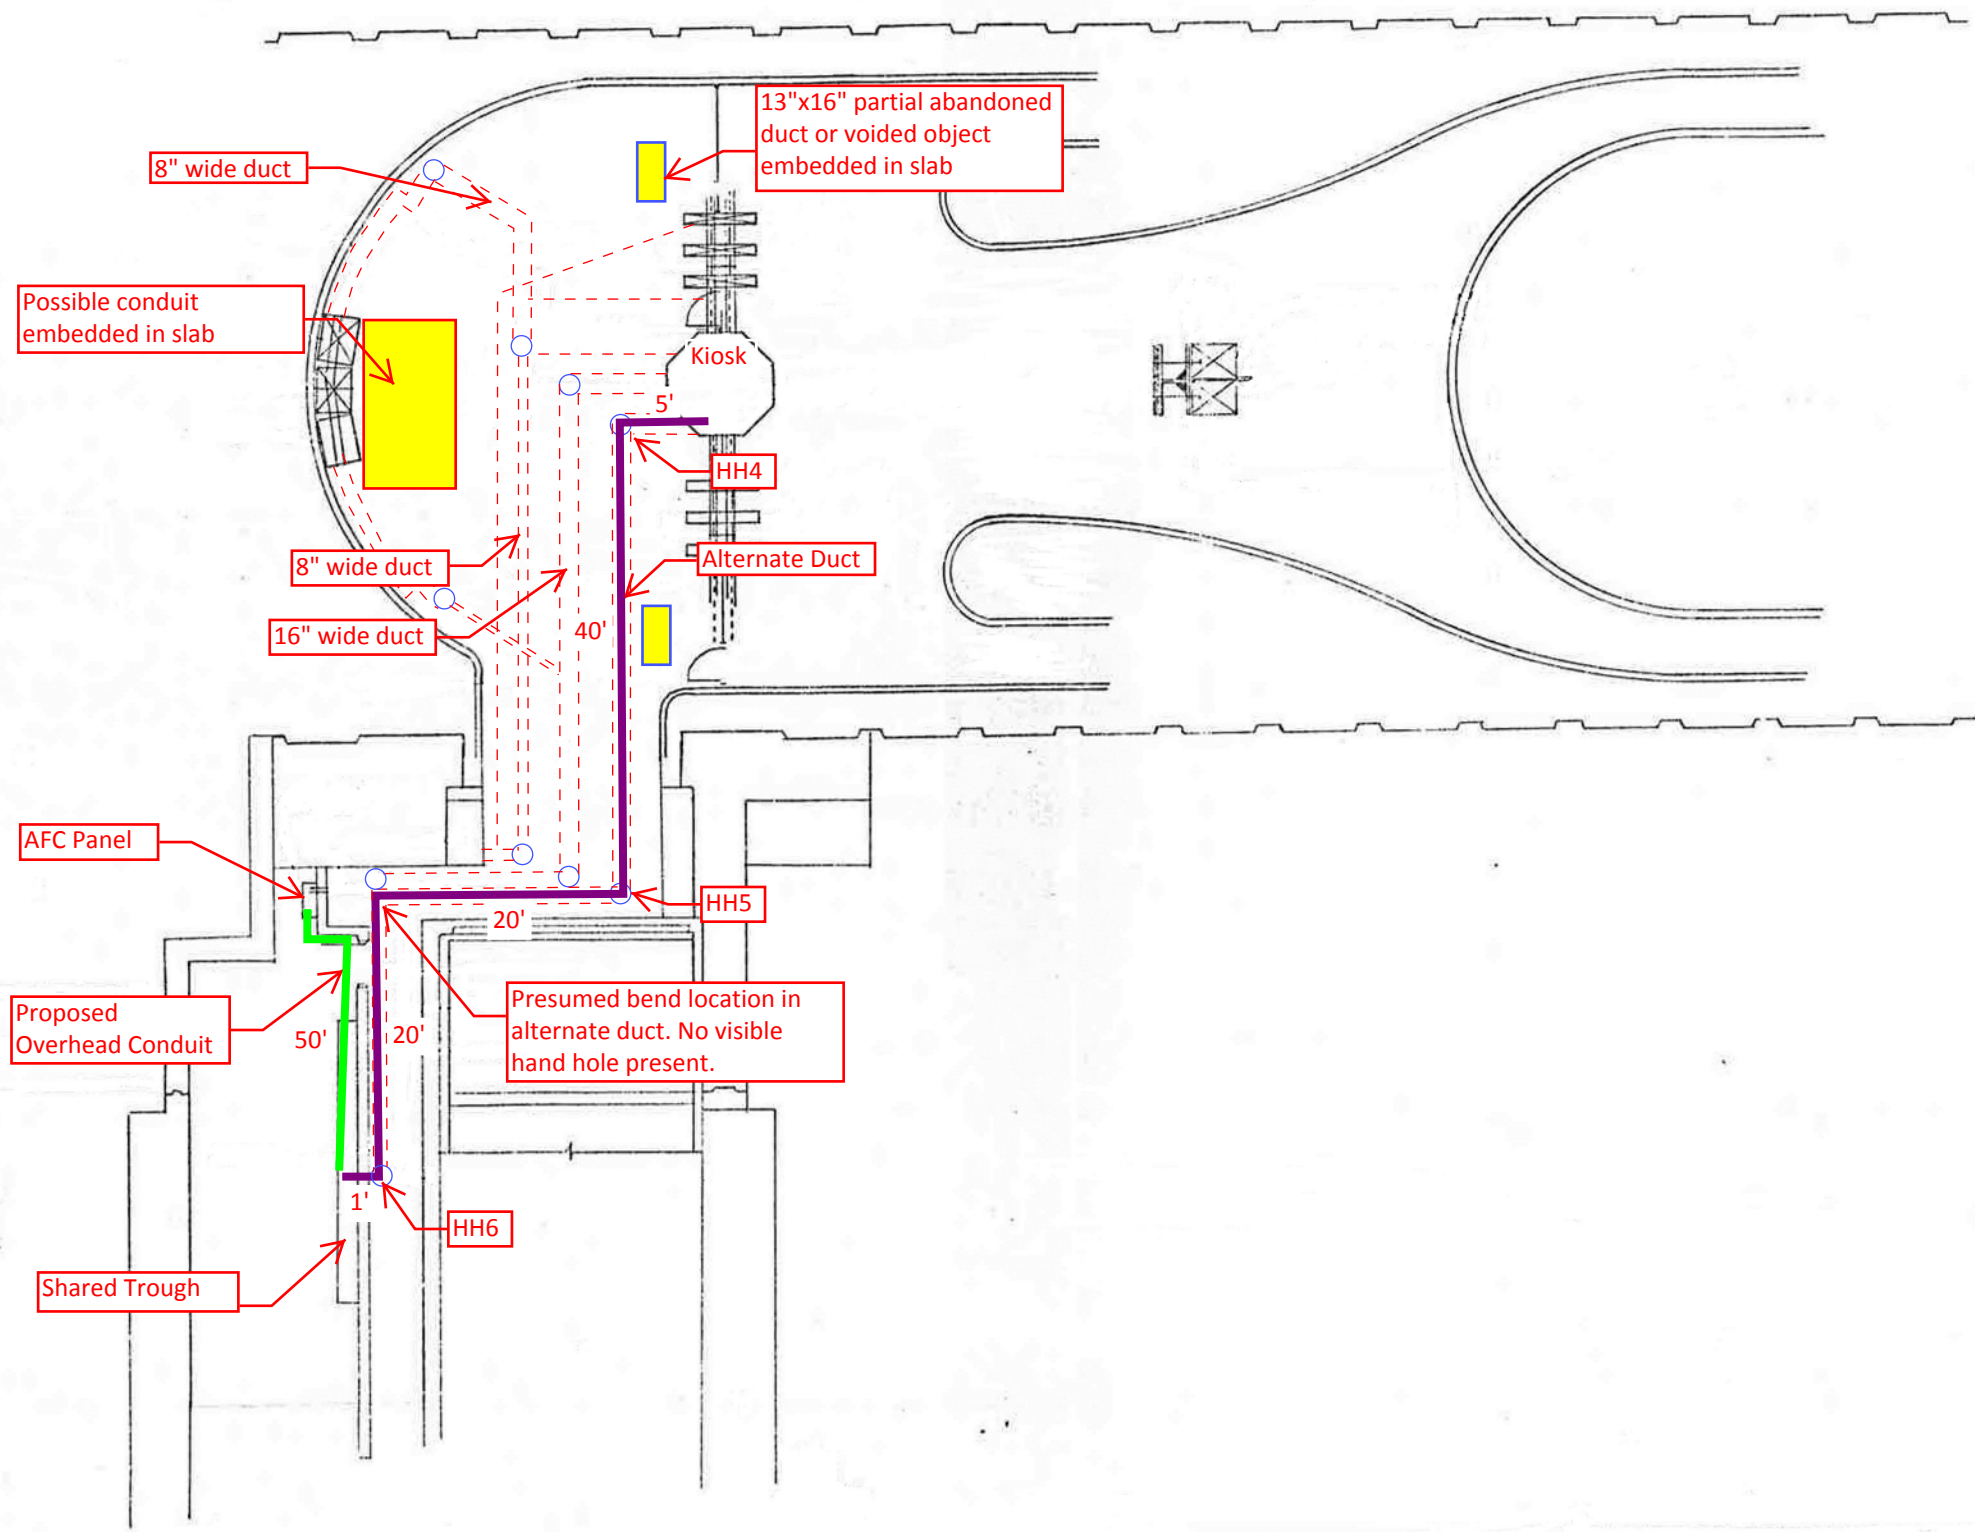 13"x16" partial abandoned
duct or voided object
embedded in slab
8" wide duct
Possible conduit
embedded in slab
Kiosk
5'
HH4
8" wide duct
Alternate Duct
16" wide duct
40'
AFC Panel
HH5
20'
Proposed
Overhead Conduit
50'
20'
Presumed bend location in
alternate duct. No visible
hand hole present.
1'
HH6
Shared Trough